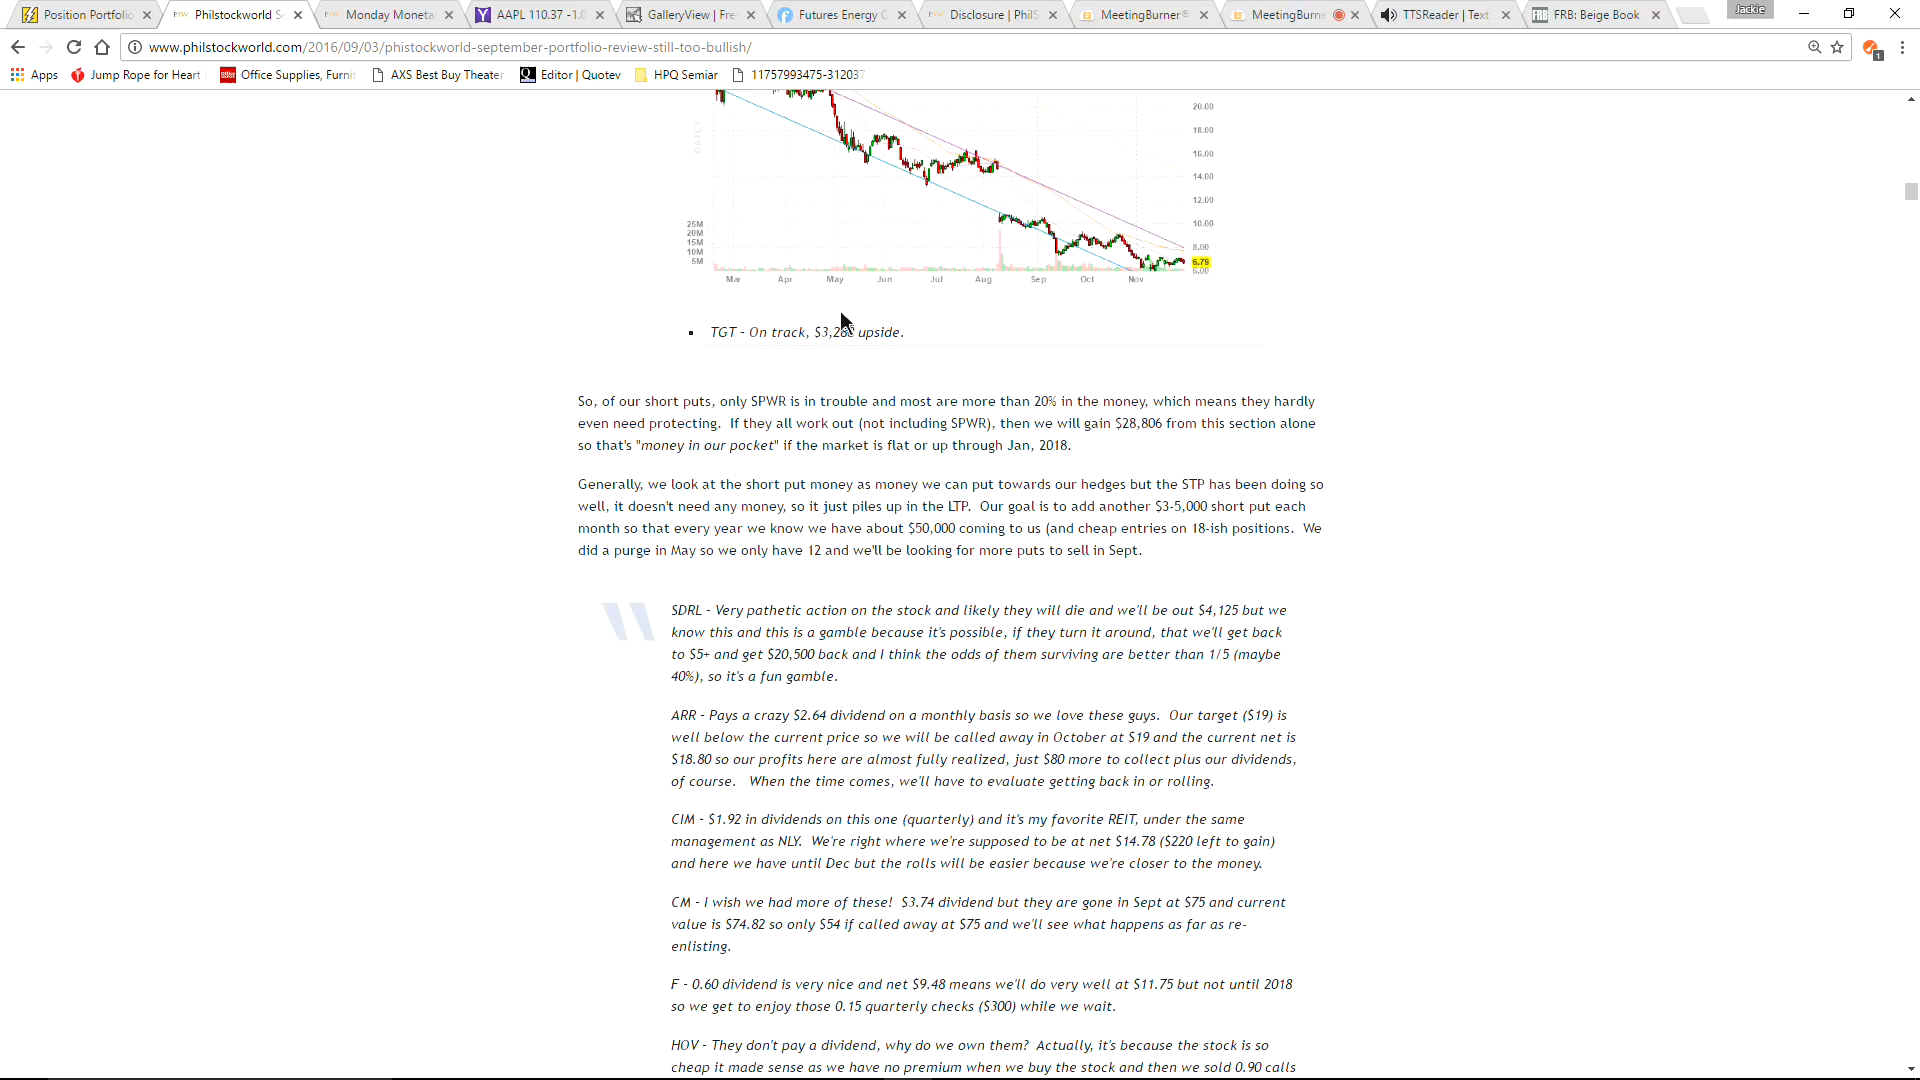 Position Portfolio
PSW Philstockworld S
PSW Monday Moneta
AAPL 110.37 -1.0
GalleryView | Fre
Futures Energy C
PSW Disclosure | PhilS
MeetingBurner®
MeetingBurne
TTSReader | Text
FRB FRB: Beige Book
Jackie
www.philstockworld.com/2016/09/03/phistockworld-september-portfolio-review-still-too-bullish/
1
Apps
Jump Rope for Heart
Office Supplies, Furni
AXS Best Buy Theater
Editor | Quotev
HPQ Semiar
11757993475-312037
DAILY
20.00
18.00
16.00
14.00
12.00
10.00
8.00
6.79
6.00
25M
20M
15M
10M
5M
Mar Apr May Jun Jul Aug Sep Oct Nov
TGT - On track, upside.
So, of our short puts, only SPWR is in trouble and most are more than 20% in the money, which means they hardly
even need protecting. If they all work out (not including SPWR), then we will gain $28,806 from this section alone
so that's "money in our pocket" if the market is flat or up through Jan, 2018.
Generally, we look at the short put money as money we can put towards our hedges but the STP has been doing so
well, it doesn't need any money, so it just piles up in the LTP. Our goal is to add another $3-5,000 short put each
month so that every year we know we have about $50,000 coming to us (and cheap entries on 18-ish positions. We
did a purge in May so we only have 12 and we'll be looking for more puts to sell in Sept.
SDRL - Very pathetic action on the stock and likely they will die and we'll be out $4,125 but we
know this and this is a gamble because it's possible, if they turn it around, that we'll get back
to $5+ and get $20,500 back and I think the odds of them surviving are better than 1/5 (maybe
40%), so it's a fun gamble.
ARR - Pays a crazy $2.64 dividend on a monthly basis so we love these guys. Our target ($19) is
well below the current price so we will be called away in October at $19 and the current net is
$18.80 so our profits here are almost fully realized, just $80 more to collect plus our dividends,
of course. When the time comes, we'll have to evaluate getting back in or rolling.
CIM - $1.92 in dividends on this one (quarterly) and it's my favorite REIT, under the same
management as NLY. We're right where we're supposed to be at net $14.78 ($220 left to gain)
and here we have until Dec but the rolls will be easier because we're closer to the money.
CM - I wish we had more of these! $3.74 dividend but they are gone in Sept at $75 and current
value is $74.82 so only $54 if called away at $75 and we'll see what happens as far as re-
enlisting.
F - 0.60 dividend is very nice and net $9.48 means we'll do very well at $11.75 but not until 2018
so we get to enjoy those 0.15 quarterly checks ($300) while we wait.
HOV - They don't pay a dividend, why do we own them? Actually, it's because the stock is so
cheap it made sense as we have no premium when we buy the stock and then we sold 0.90 calls